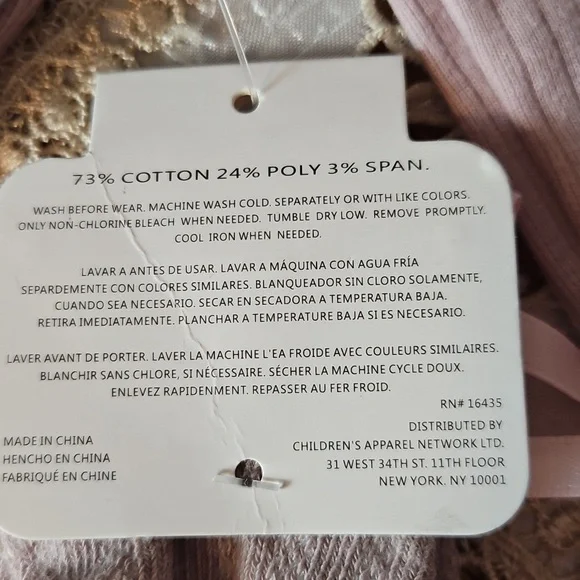 73% COTTON 24% POLY 3% SPAN.
WASH BEFORE WEAR. MACHINE WASH COLD. SEPARATELY OR WITH LIKE COLORS.
ONLY NON-CHLORINE BLEACH WHEN NEEDED. TUMBLE DRY LOW. REMOVE PROMPTLY.
COOL IRON WHEN NEEDED.
LAVAR A ANTES DE USAR. LAVAR A MÁQUINA CON AGUA FRÍA
SEPARDEMENTE CON COLORES SIMILARES. BLANQUEADOR SIN CLORO SOLAMENTE,
CUANDO SEA NECESARIO. SECAR EN SECADORA A TEMPERATURA BAJA.
RETIRA IMEDIATAMENTE. PLANCHAR A TEMPERATURE BAJA SI ES NECESARIO.
LAVER AVANT DE PORTER. LAVER LA MACHINE L'EA FROIDE AVEC COULEURS SIMILAIRES.
BLANCHIR SANS CHLORE, SI NÉCESSAIRE. SÉCHER LA MACHINE CYCLE DOUX.
ENLEVEZ RAPIDENMENT. REPASSER AU FER FROID.
RN# 16435
DISTRIBUTED BY
CHILDREN'S APPAREL NETWORK LTD.
31 WEST 34TH ST. 11TH FLOOR
NEW YORK. NY 10001
MADE IN CHINA
HENCHO EN CHINA
FABRIQUÉ EN CHINE